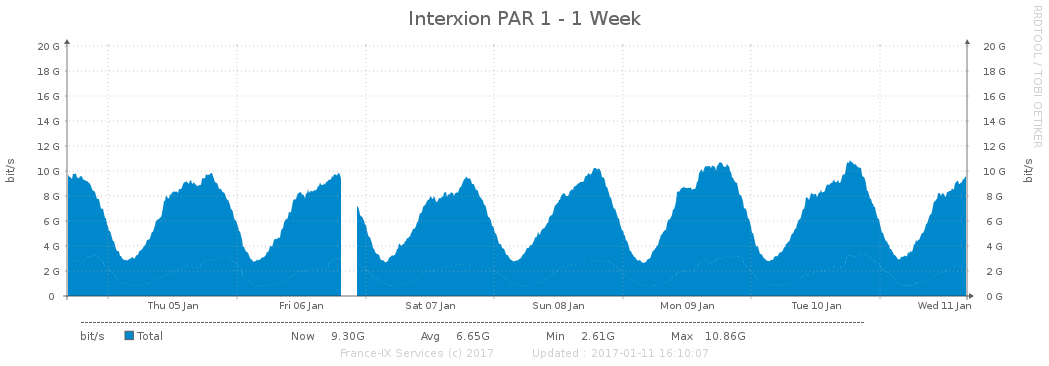 Interxion PAR 1 - 1 Week
RRDTOOL / TOBI OETIKER
bit/s
bit/s
20 G 20 G
18 G 18 G
16 G 16 G
14 G 14 G
12 G 12 G
10 G 10 G
8 G 8 G
6 G 6 G
4 G 4 G
2 G 2 G
0 0 G
Thu 05 Jan Fri 06 Jan Sat 07 Jan Sun 08 Jan Mon 09 Jan Tue 10 Jan Wed 11 Jan
bit/s Total Now 9.30G Avg 6.65G Min 2.61G Max 10.86G
France-IX Services (c) 2017 Updated : 2017-01-11 16:10:07